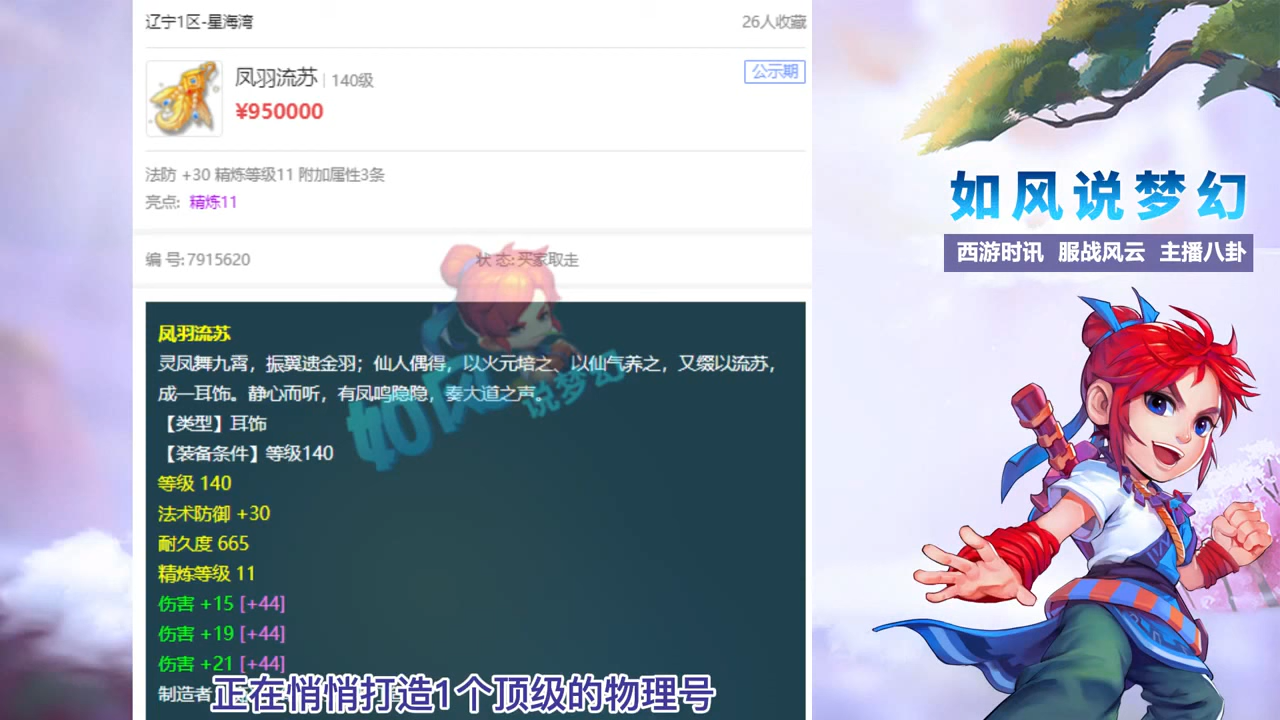 辽宁1区-星海湾
26人收藏
凤羽流苏 | 140级
公示期
¥950000
法防 +30 精炼等级11 附加属性3条
亮点: 精炼11
编 号:7915620
状 态:买家取走
凤羽流苏
灵凤舞九霄，振翼遗金羽；仙人偶得，以火元培之、以仙气养之，又缀以流苏，
成一耳饰。静心而听，有凤鸣隐隐，奏大道之声。
【类型】耳饰
【装备条件】等级140
等级 140
法术防御 +30
耐久度 665
精炼等级 11
伤害 +15 [+44]
伤害 +19 [+44]
伤害 +21 [+44]
制造者
正在悄悄打造1个顶级的物理号
如风说梦幻
西游时讯 服战风云 主播八卦
如风
说梦幻